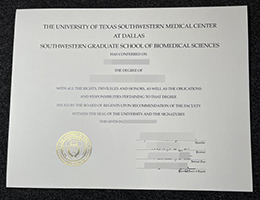 THE UNIVERSITY OF TEXAS SOUTHWESTERN MEDICAL CENTER
AT DALLAS
SOUTHWESTERN GRADUATE SCHOOL OF BIOMEDICAL SCIENCES
HAS CONFERRED ON
THE DEGREE OF
WITH ALL THE RIGHTS, PRIVILEGES AND HONORS, AS WELL AS THE OBLIGATIONS
AND RESPONSIBILITIES PERTAINING TO THAT DEGREE
BY THE BOARD OF REGENTS UPON RECOMMENDATION OF THE FACULTY
WITNESS THE SEAL OF THE UNIVERSITY AND THE SIGNATURES